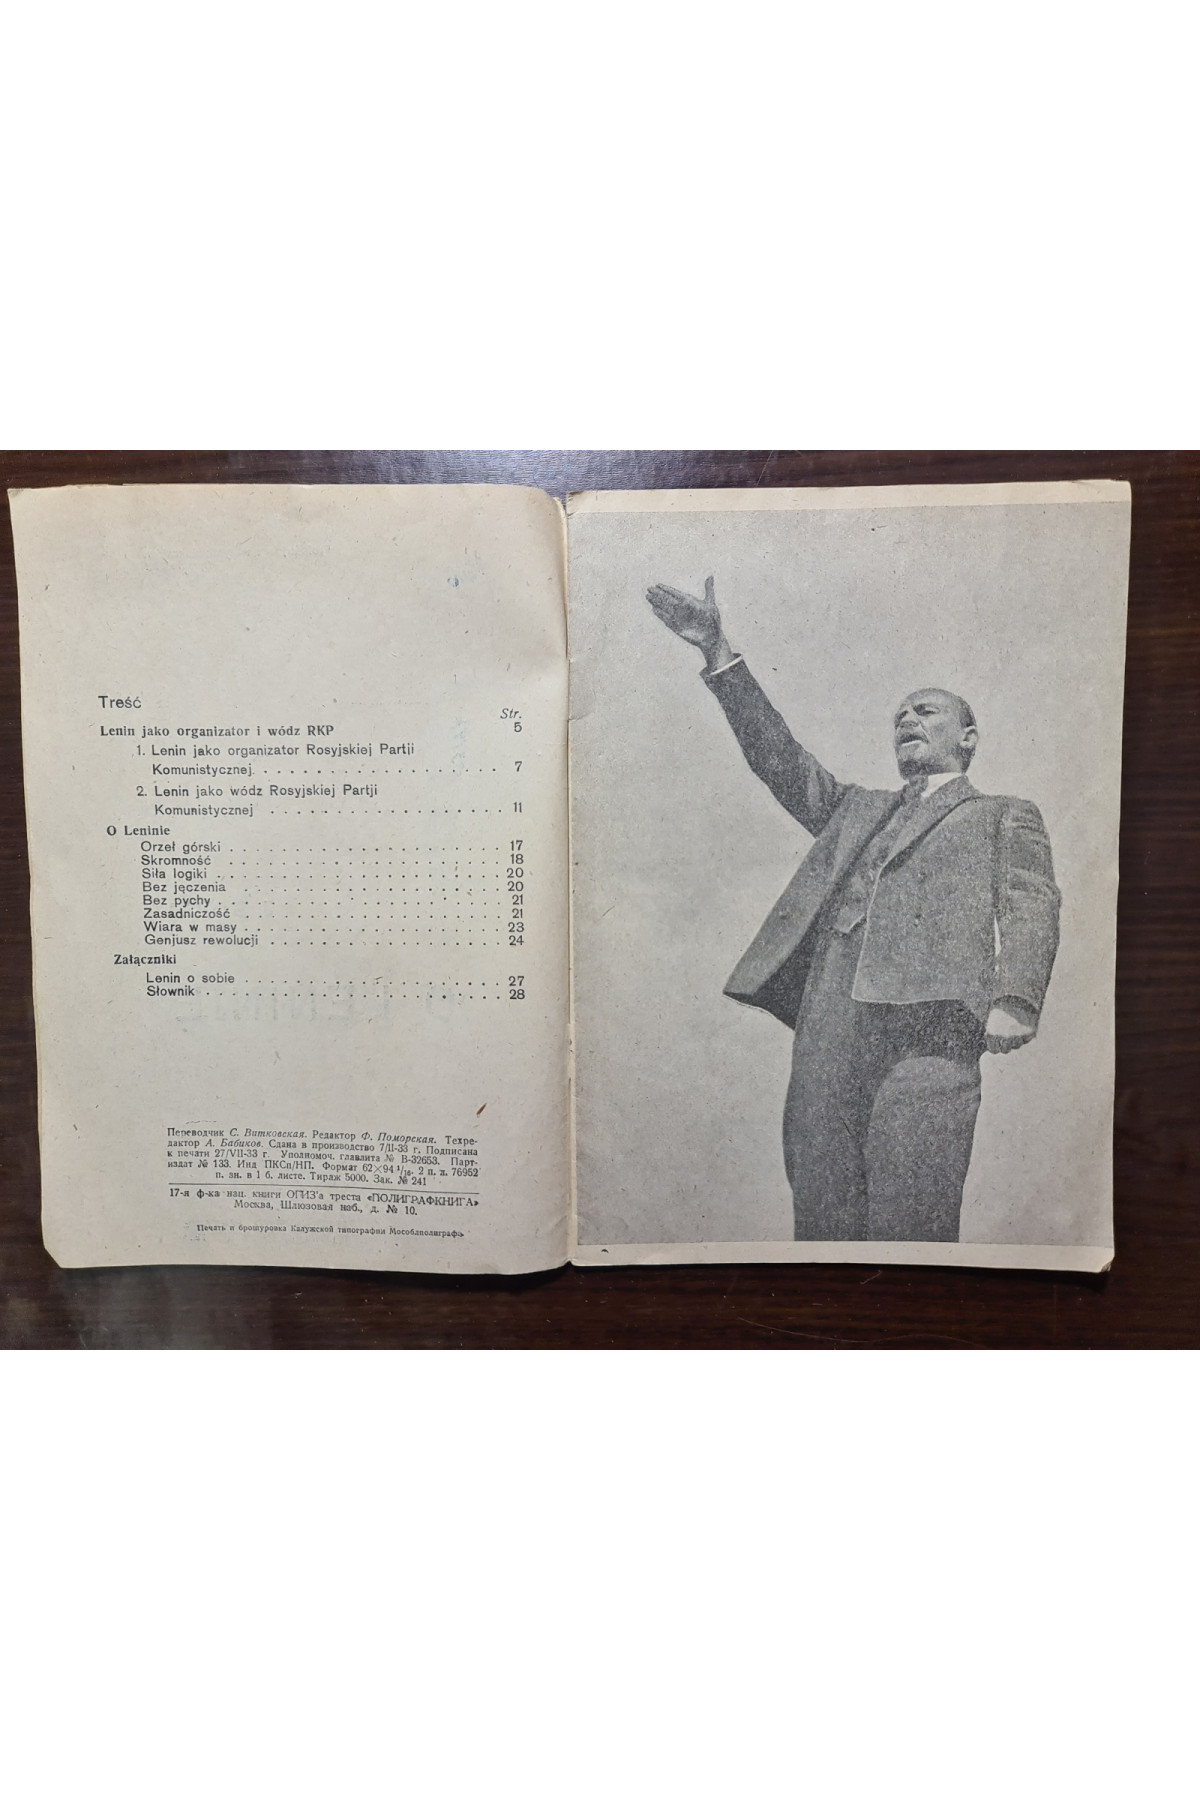 Treść
Str.
Lenin jako organizator i wódz RKP 5
1. Lenin jako organizator Rosyjskiej Partii
Komunistycznej. . . . . . . . . . . . . . . . . . 7
2. Lenin jako wódz Rosyjskiej Partji
Komunistycznej . . . . . . . . . . . . . . . . . . 11
O Leninie
Orzeł górski . . . . . . . . . . . . . . . . . . . . 17
Skromność . . . . . . . . . . . . . . . . . . . . 18
Siła logiki . . . . . . . . . . . . . . . . . . . . . 20
Bez jęczenia . . . . . . . . . . . . . . . . . . . 20
Bez pychy . . . . . . . . . . . . . . . . . . . . . 21
Zasadniczość . . . . . . . . . . . . . . . . . . . 21
Wiara w masy . . . . . . . . . . . . . . . . . . . 23
Genjusz rewolucji . . . . . . . . . . . . . . . . . 24
Załączniki
Lenin o sobie . . . . . . . . . . . . . . . . . . . 27
Słownik . . . . . . . . . . . . . . . . . . . . . . 28
Переводчик С. Витковская. Редактор Ф. Поморская. Техре-
дактор А. Бабиков. Сдана в производство 7/II-33 г. Подписана
к печати 27/VII-33 г. Уполномоч. главлита № В-32653. Парт-
издат № 133. Инд ПКСп/НП. Формат 62×94 1/16. 2 п. л. 76952
п. зн. в 1 б. листе. Тираж 5000. Зак. № 241
17-я ф-ка нац. книги ОГИЗ'а треста «ПОЛИГРАФКНИГА»
Москва, Шлюзовая наб., д. № 10.
Печать и брошуровка Калужской типографии Мособлполиграфа